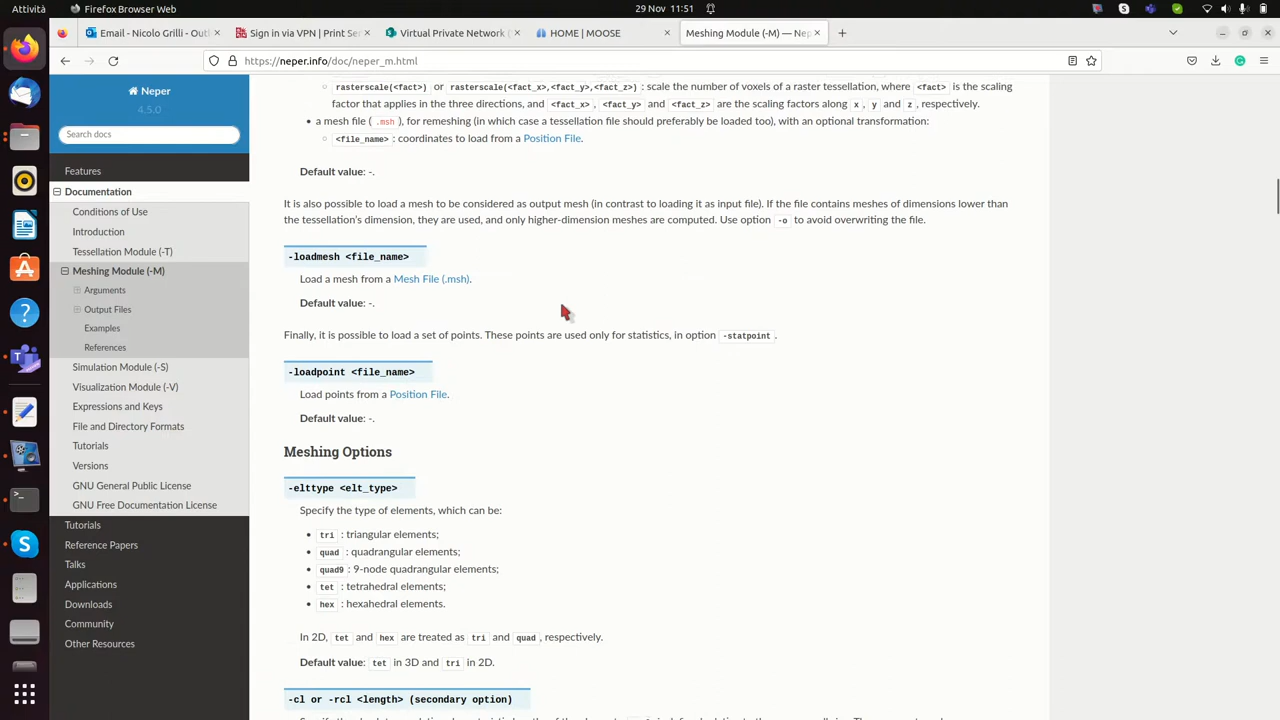 Attività
Firefox Web Browser
29 Nov 11:51
Email - Nicolo Grilli - Outl
Sign in via VPN | Print Ser
Virtual Private Network (
HOME | MOOSE
Meshing Module (-M) — Nep
https://neper.info/doc/neper_m.html
Neper
4.5.0
Search docs
Features
Documentation
Conditions of Use
Introduction
Tessellation Module (-T)
Meshing Module (-M)
Arguments
Output Files
Examples
References
Simulation Module (-S)
Visualization Module (-V)
Expressions and Keys
File and Directory Formats
Tutorials
Versions
GNU General Public License
GNU Free Documentation License
Tutorials
Reference Papers
Talks
Applications
Downloads
Community
Other Resources
rasterscale(<fact>) or rasterscale(<fact_x>,<fact_y>,<fact_z>) : scale the number of voxels of a raster tessellation, where <fact> is the scaling
factor that applies in the three directions, and <fact_x> , <fact_y> and <fact_z> are the scaling factors along x , y and z , respectively.
a mesh file ( .msh ), for remeshing (in which case a tessellation file should preferably be loaded too), with an optional transformation:
<file_name> : coordinates to load from a Position File.
Default value: -.
It is also possible to load a mesh to be considered as output mesh (in contrast to loading it as input file). If the file contains meshes of dimensions lower than
the tessellation's dimension, they are used, and only higher-dimension meshes are computed. Use option -o to avoid overwriting the file.
-loadmesh <file_name>
Load a mesh from a Mesh File (.msh).
Default value: -.
Finally, it is possible to load a set of points. These points are used only for statistics, in option -statpoint .
-loadpoint <file_name>
Load points from a Position File.
Default value: -.
Meshing Options
-elttype <elt_type>
Specify the type of elements, which can be:
tri : triangular elements;
quad : quadrangular elements;
quad9 : 9-node quadrangular elements;
tet : tetrahedral elements;
hex : hexahedral elements.
In 2D, tet and hex are treated as tri and quad , respectively.
Default value: tet in 3D and tri in 2D.
-cl or -rcl <length> (secondary option)